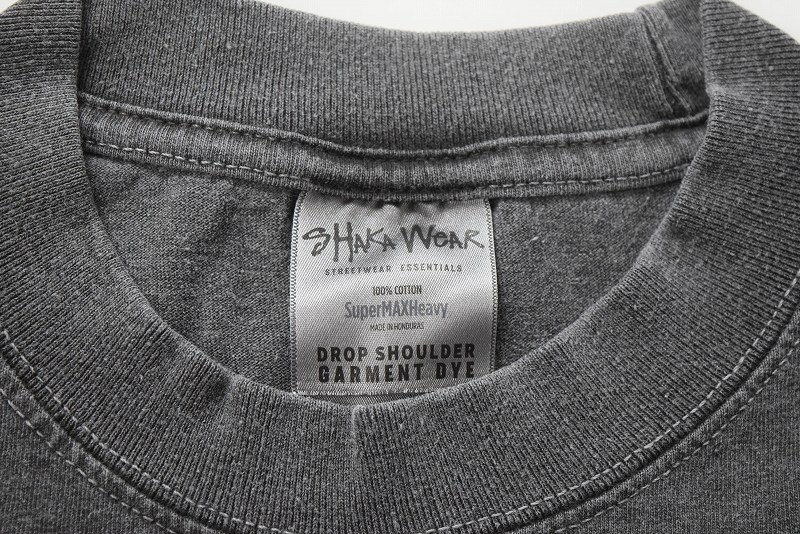 SHAKA WEAR
STREETWEAR ESSENTIALS
100% COTTON
SuperMAXHeavy
MADE IN HONDURAS
DROP SHOULDER
GARMENT DYE